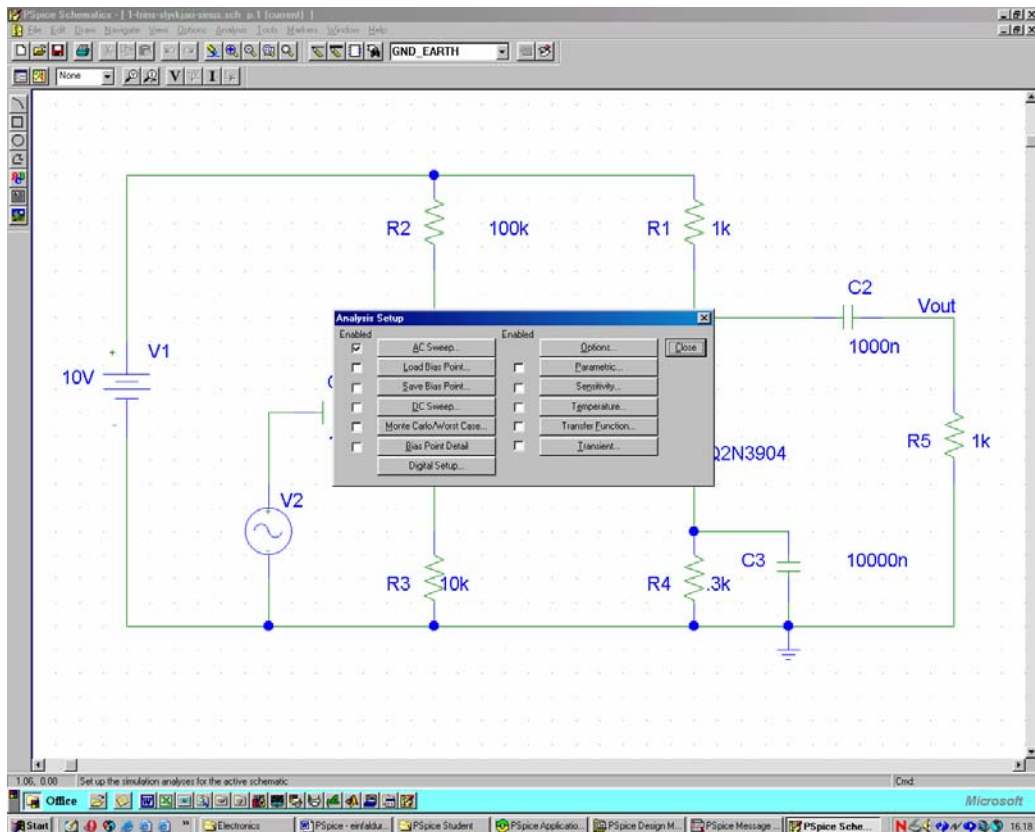 PSpice Schematics - [ 1-trans-styrkjari-sinus.sch p.1 (current) ]
File Edit Draw Navigate View Options Analysis Tools Markers Window Help
GND_EARTH
None
V
I
R2
100k
R1
1k
C2
Vout
1000n
V1
+
10V
-
R5
1k
Q2N3904
V2
C3
10000n
R3
10k
R4
.3k
Analysis Setup
Enabled
Enabled
AC Sweep...
Options...
Close
Load Bias Point...
Parametric...
Save Bias Point...
Sensitivity...
DC Sweep...
Temperature...
Monte Carlo/Worst Case...
Transfer Function...
Bias Point Detail
Transient...
Digital Setup...
1.06, 0.00
Set up the simulation analyses for the active schematic
Cmd:
Office
Microsoft
Start
Electronics
PSpice - einfaldur...
PSpice Student
PSpice Applicatio...
PSpice Design M...
PSpice Message ...
PSpice Sche...